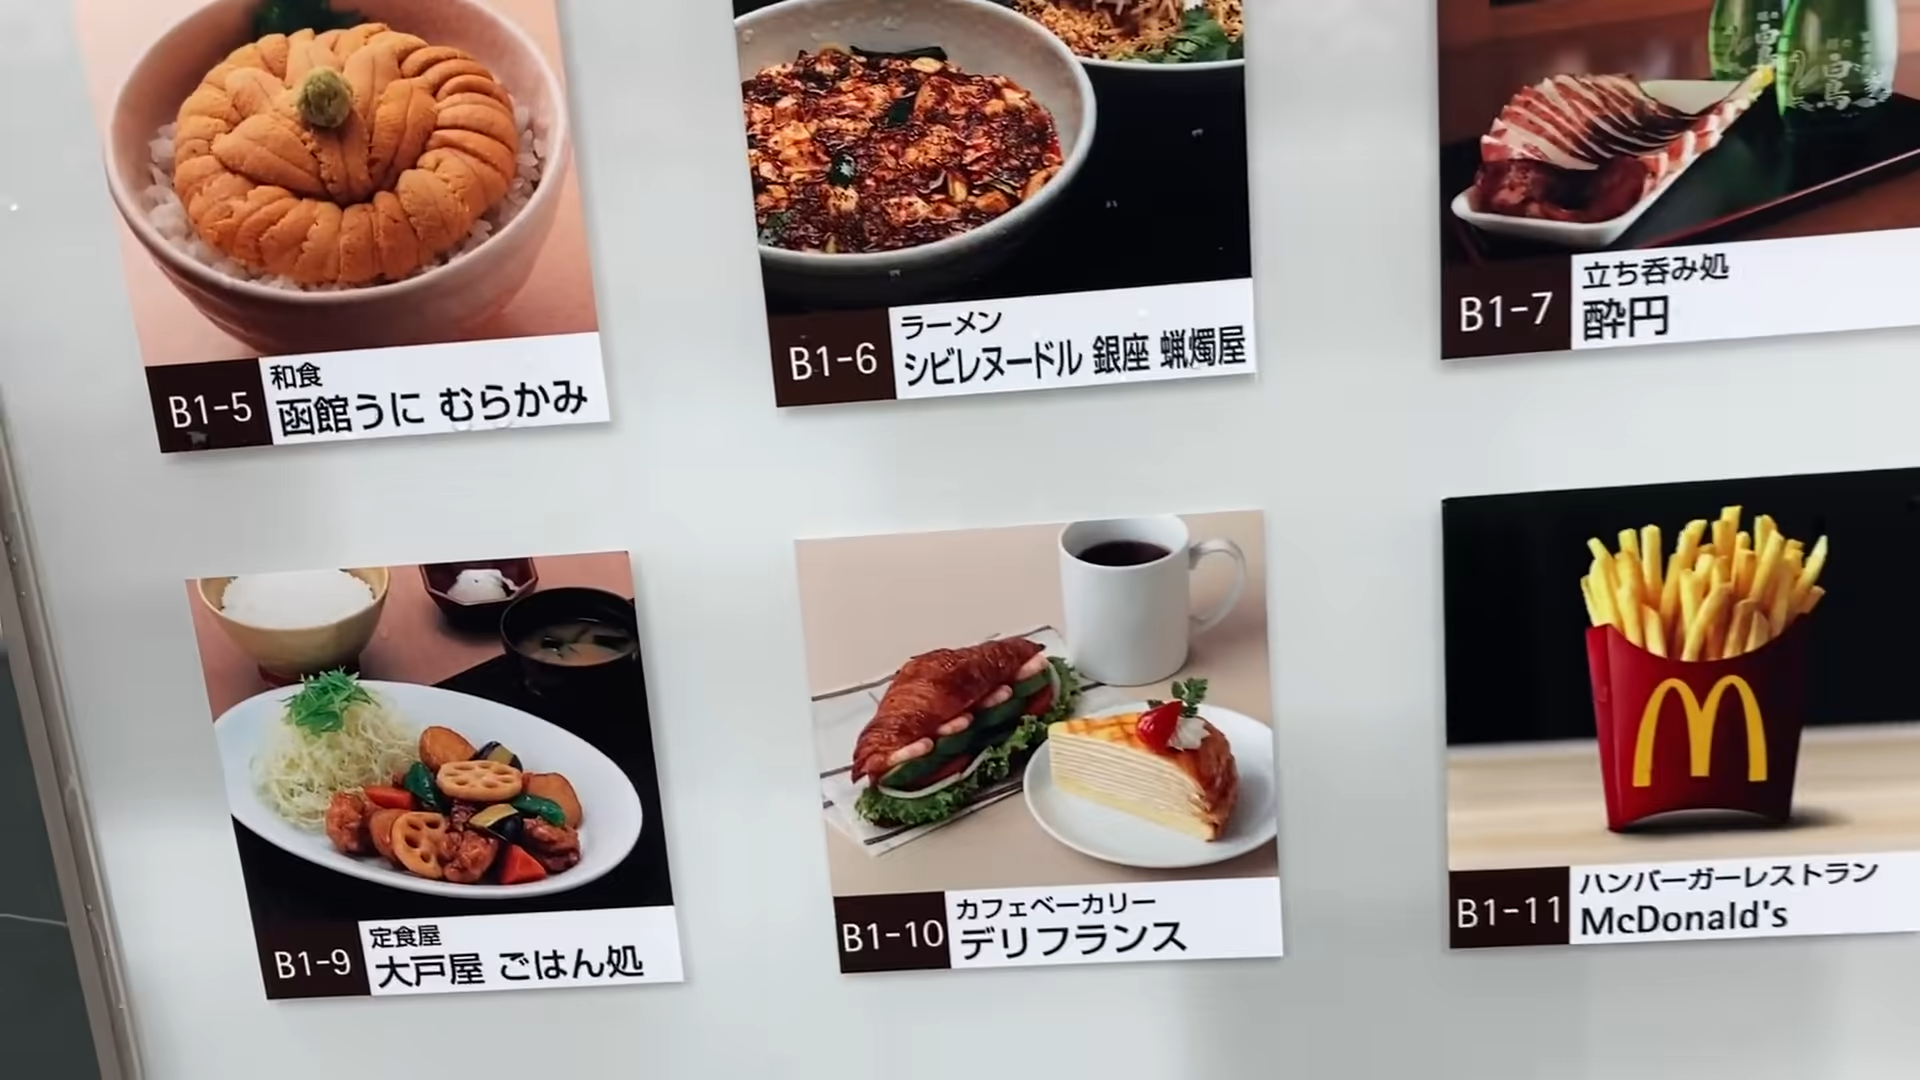 B1-5
和食
函館うに むらかみ
B1-6
ラーメン
シビレヌードル 銀座 蝋燭屋
白鳥
白鳥
B1-7
立ち呑み処
酔円
B1-9
定食屋
大戸屋 ごはん処
B1-10
カフェベーカリー
デリフランス
M
B1-11
ハンバーガーレストラン
McDonald's